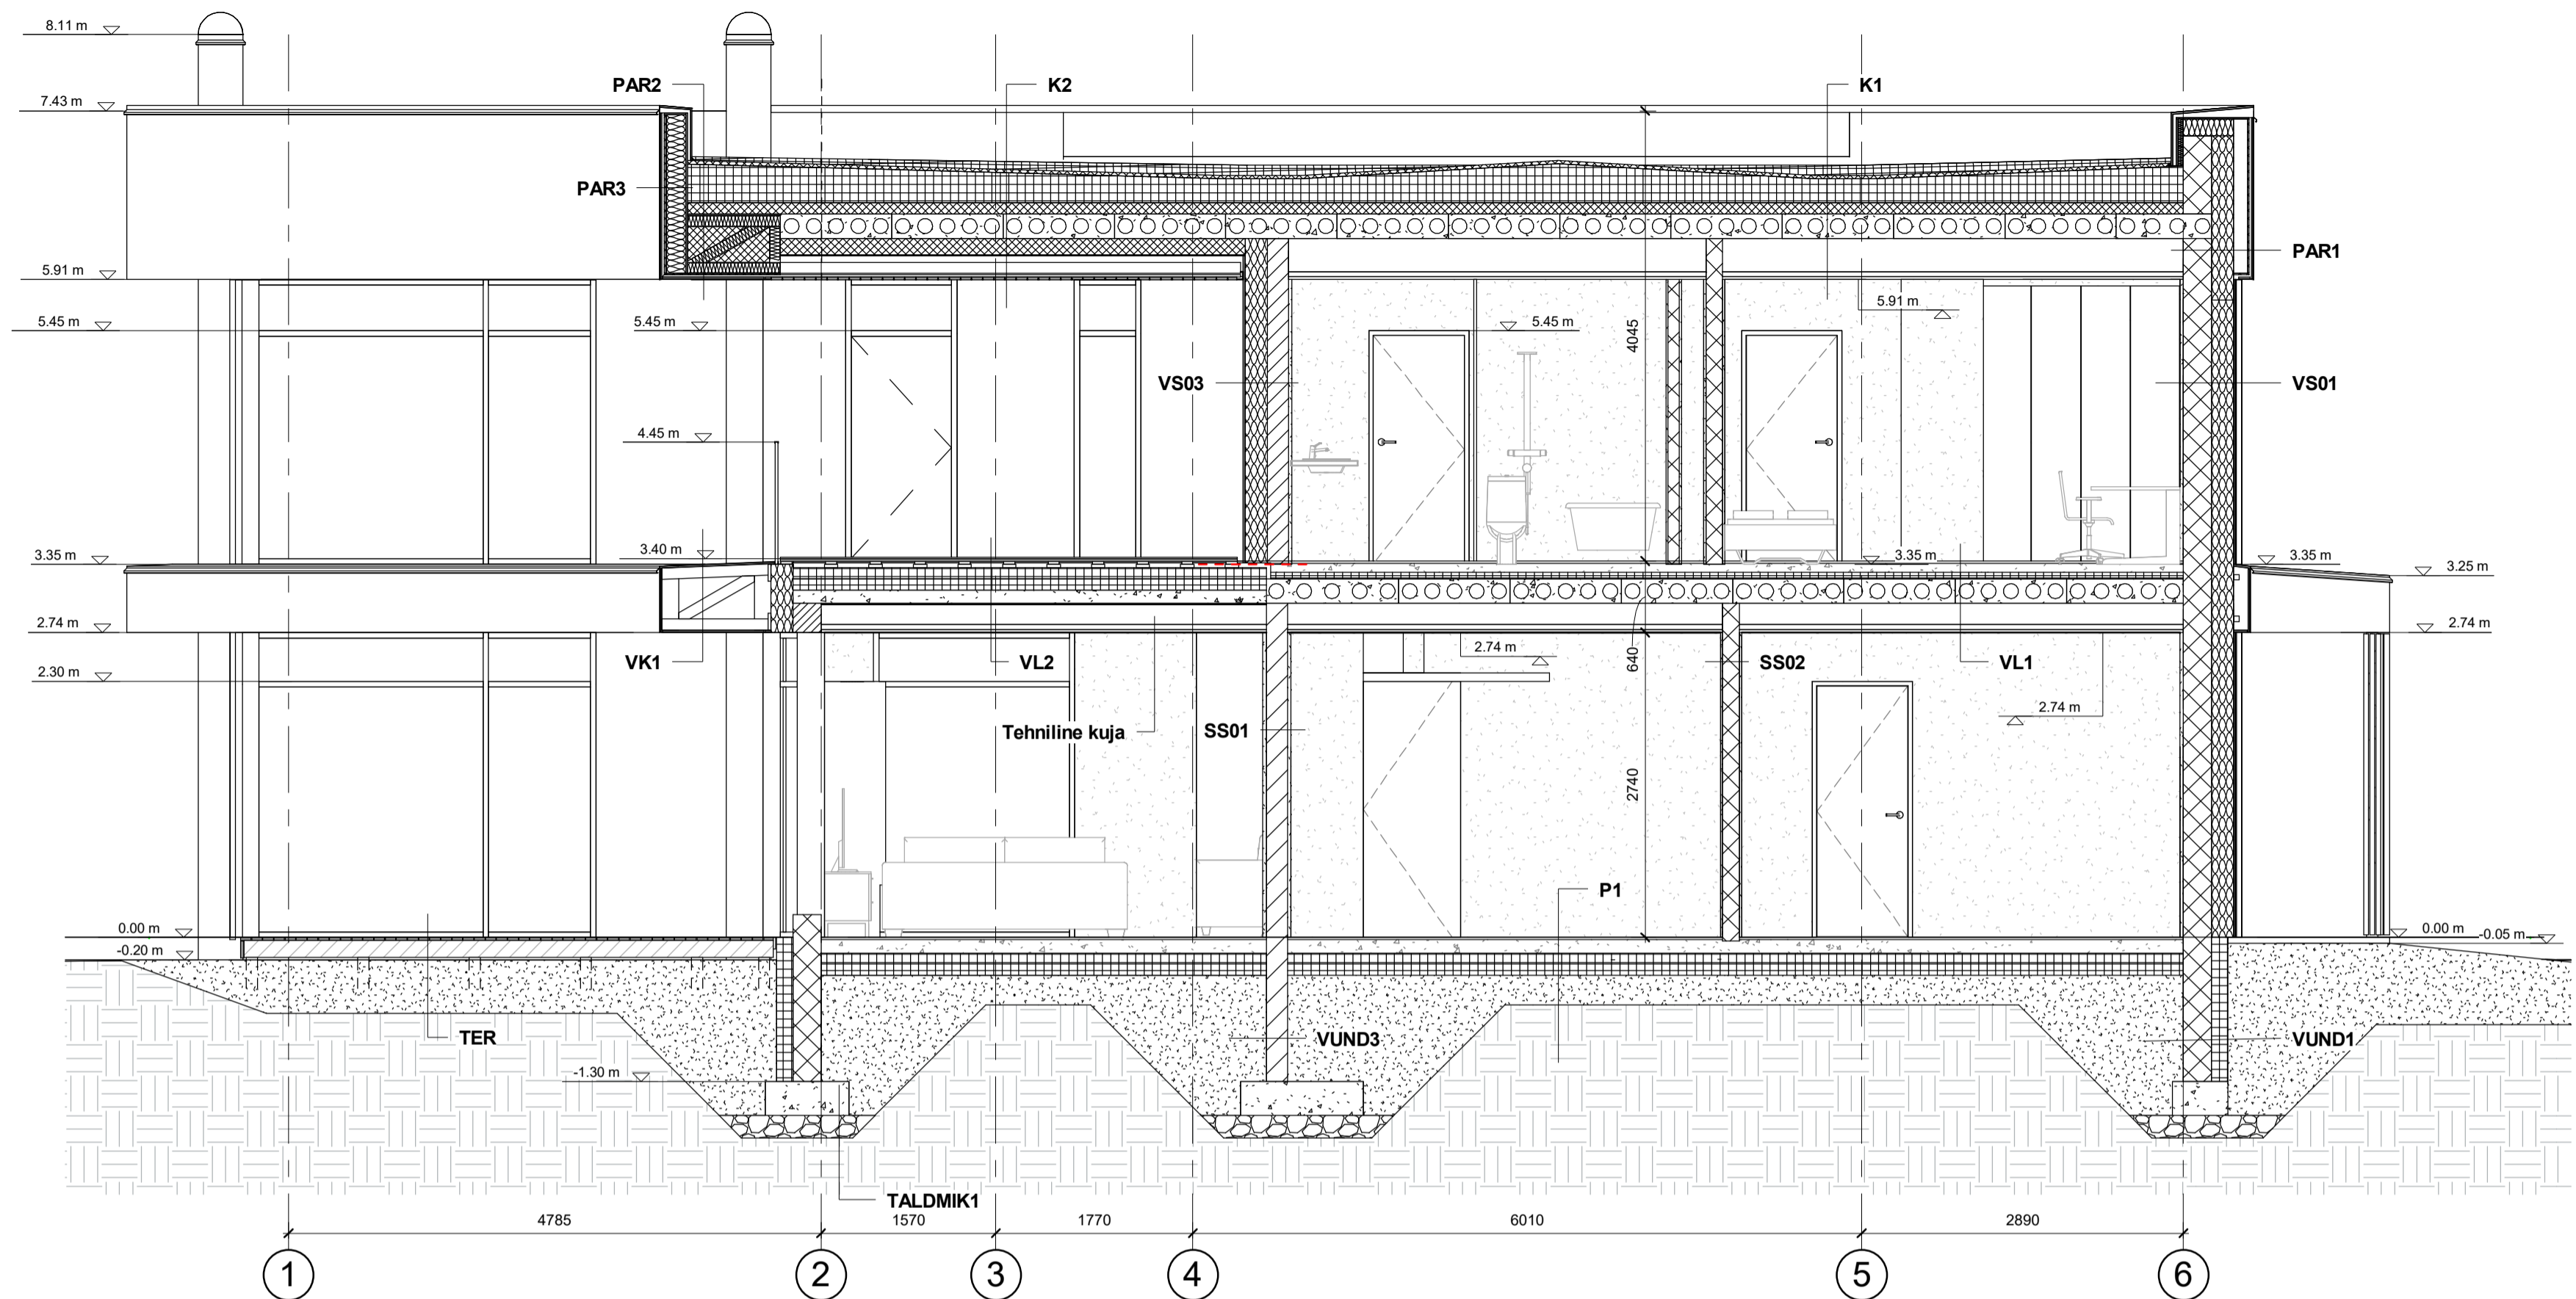 8.11 m
PAR2
K2
K1
7.43 m
PAR3
PAR1
5.91 m
5.91 m
5.45 m
5.45 m
5.45 m
4045
VS03
VS01
4.45 m
3.35 m
3.40 m
3.35 m
3.35 m
3.25 m
2.74 m
2.74 m
2.74 m
640
VK1
VL2
SS02
VL1
2.30 m
2.74 m
Tehniline kuja
SS01
2740
P1
0.00 m
0.00 m
-0.05 m
-0.20 m
TER
VUND3
VUND1
-1.30 m
TALDMIK1
4785
1570
1770
6010
2890
1
2
3
4
5
6